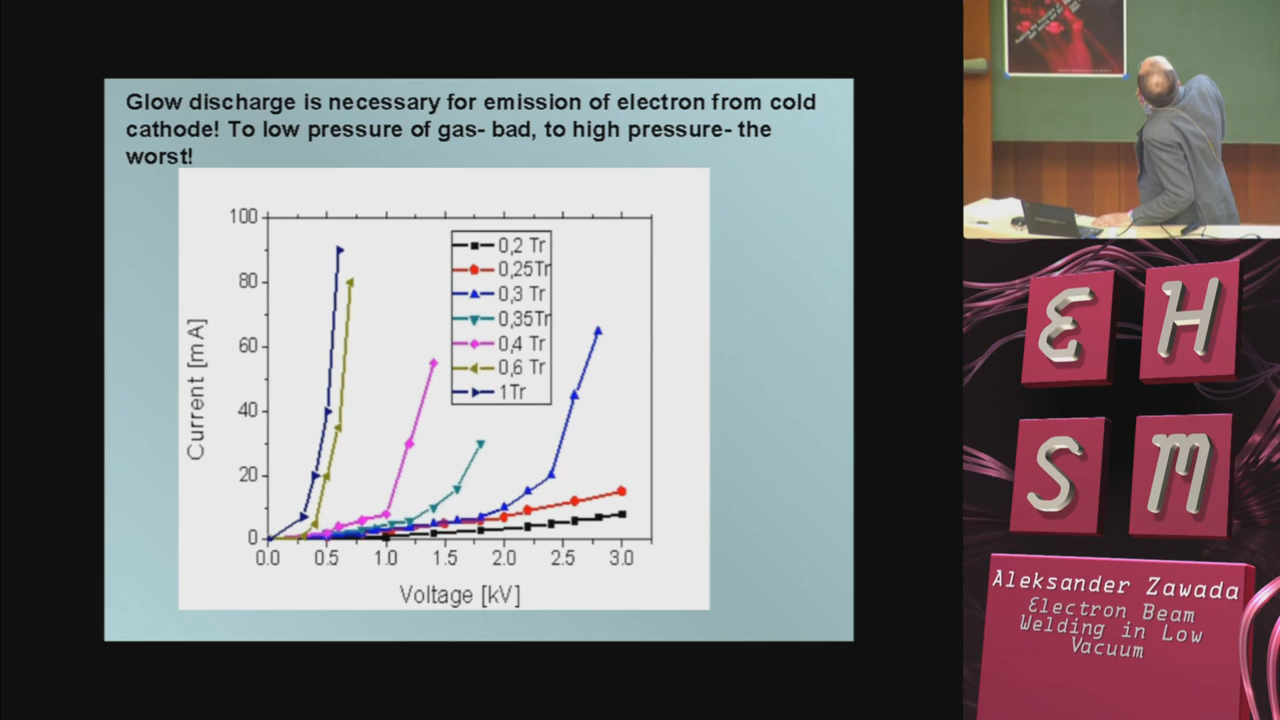 Glow discharge is necessary for emission of electron from cold
cathode! To low pressure of gas- bad, to high pressure- the
worst!
100
80
60
40
20
0
Current [mA]
0,2 Tr
0,25Tr
0,3 Tr
0,35Tr
0,4 Tr
0,6 Tr
1Tr
0.0 0.5 1.0 1.5 2.0 2.5 3.0
Voltage [kV]
E H
S M
Aleksander Zawada
Electron Beam
Welding in Low
Vacuum